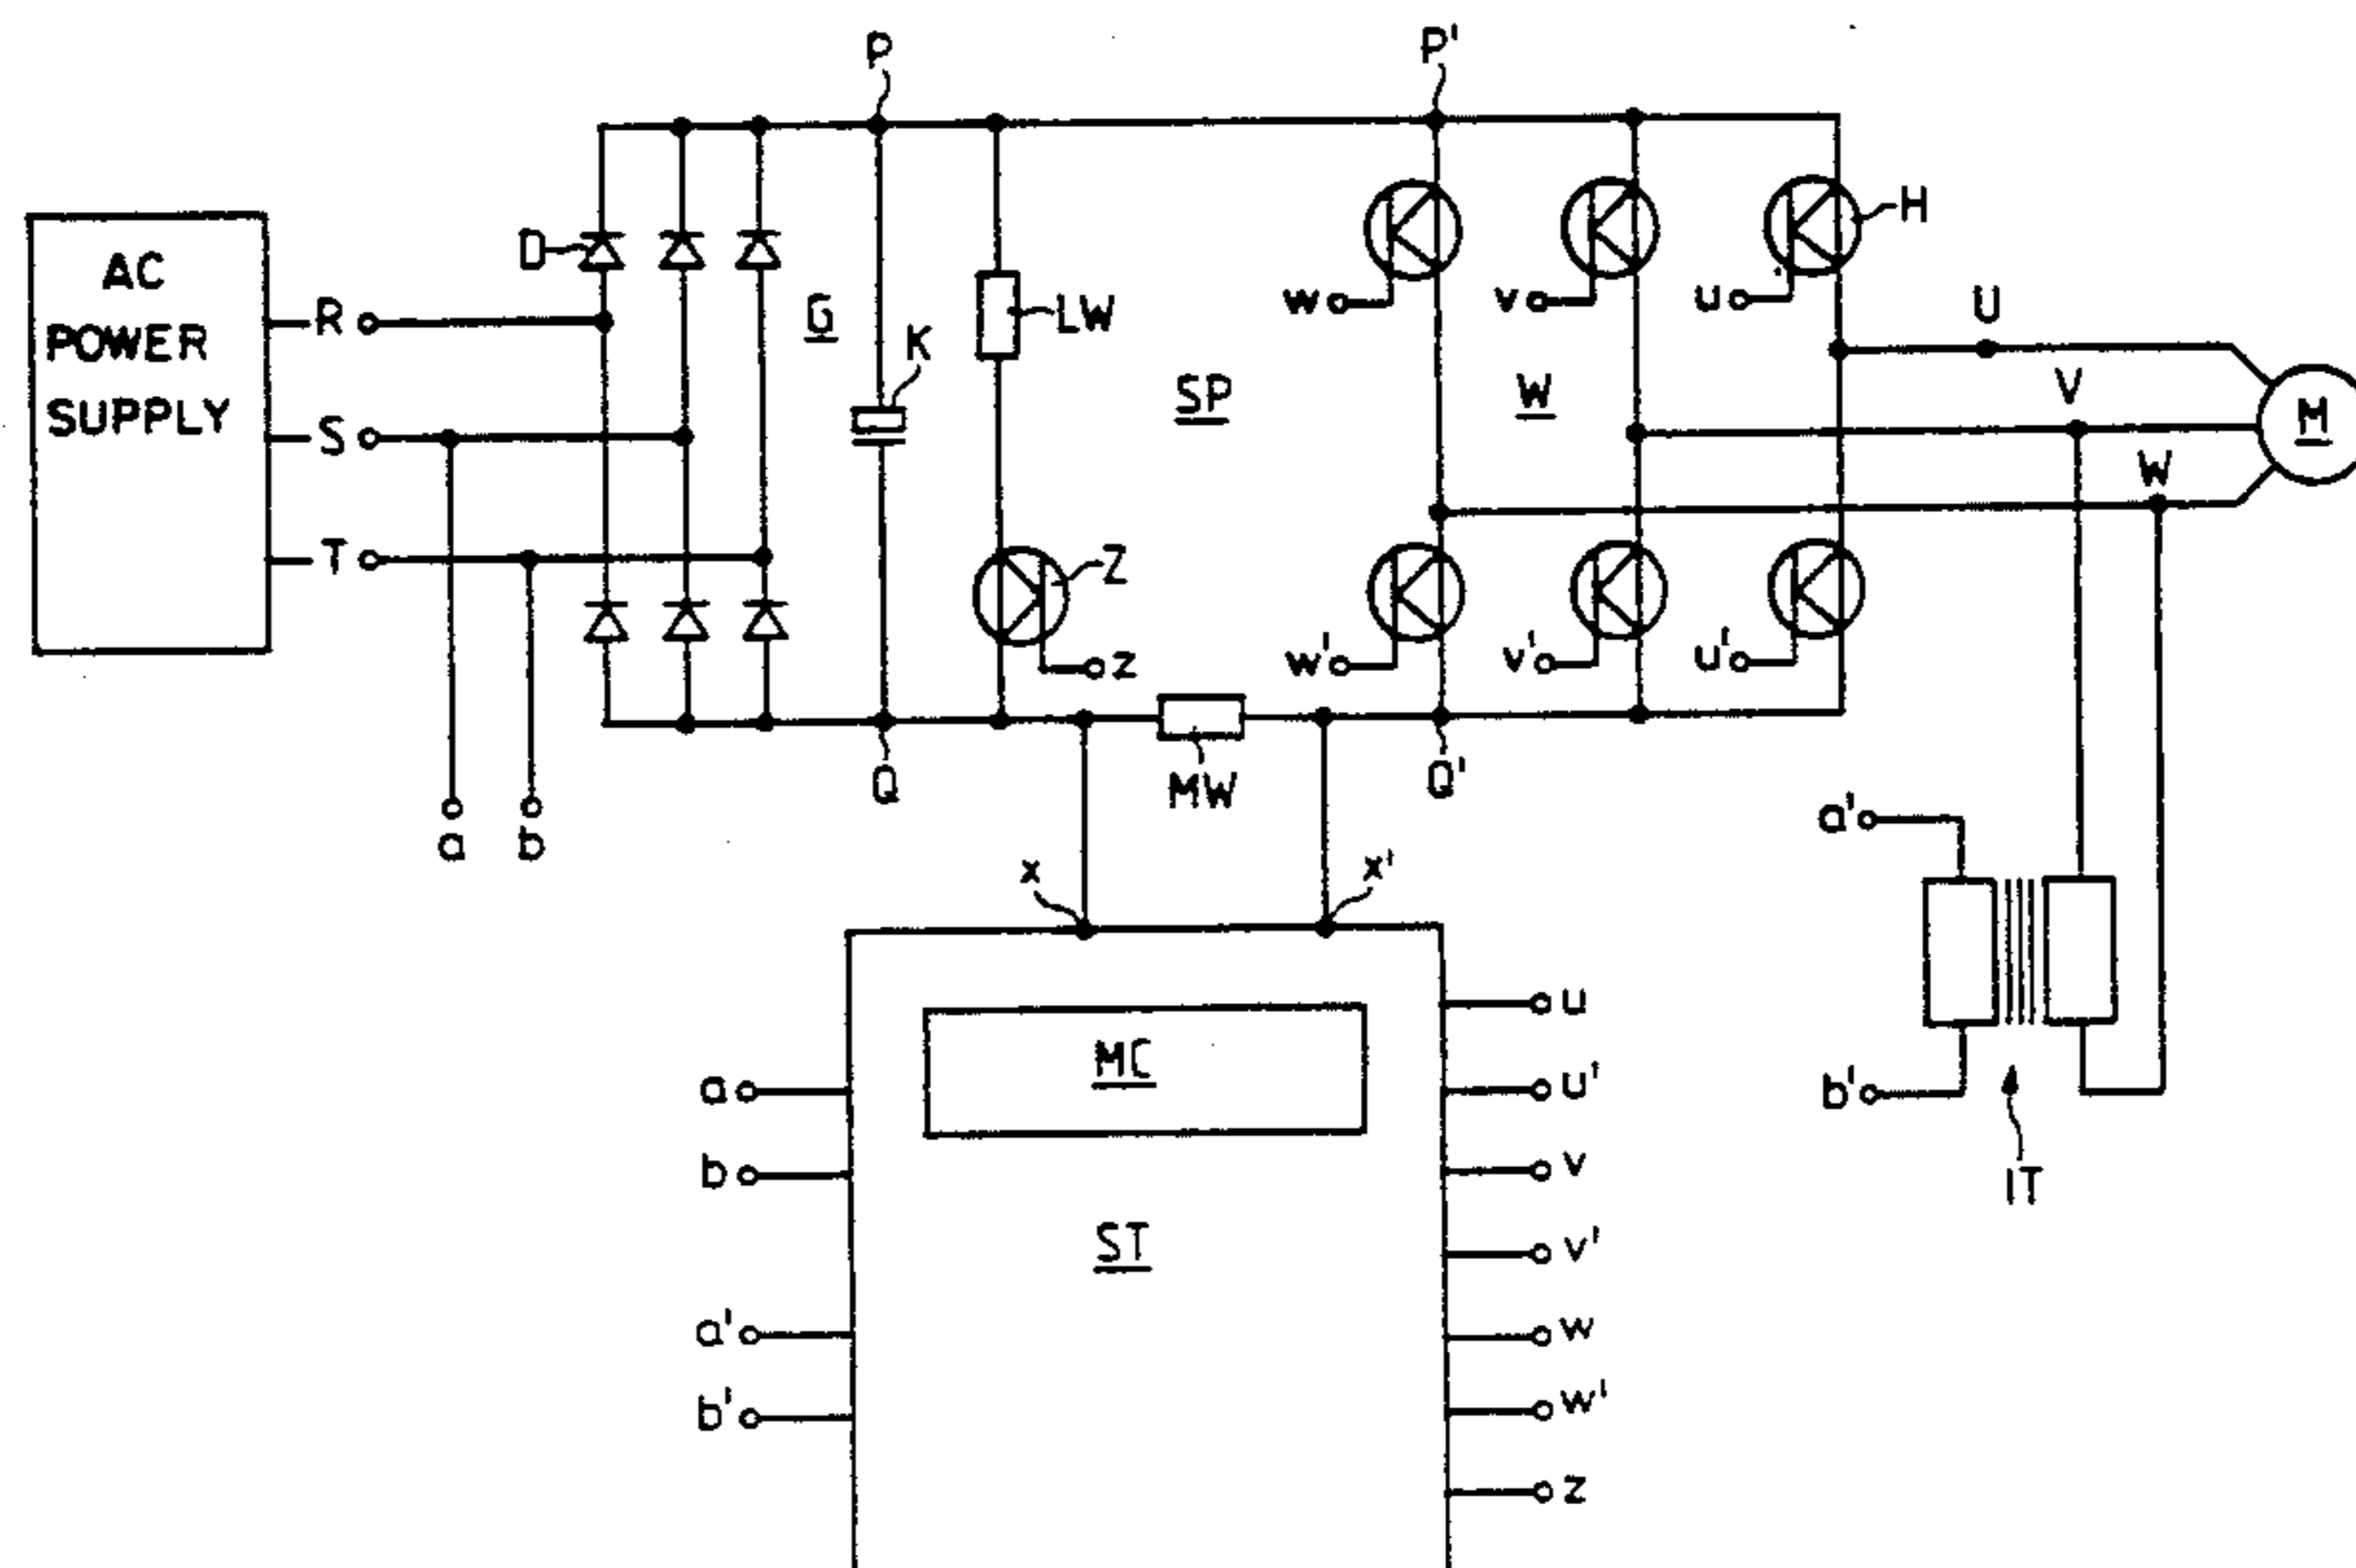 P
P'
AC
POWER
SUPPLY
D
H
R
G
K
LW
w
v
u
U
SP
W
V
M
S
W
T
Z
w'
v'
u'
z
Q
MW
Q'
a
b
a'
x
x'
u
MC
a
u'
b'
b
v
IT
ST
v'
a'
w
b'
w'
z